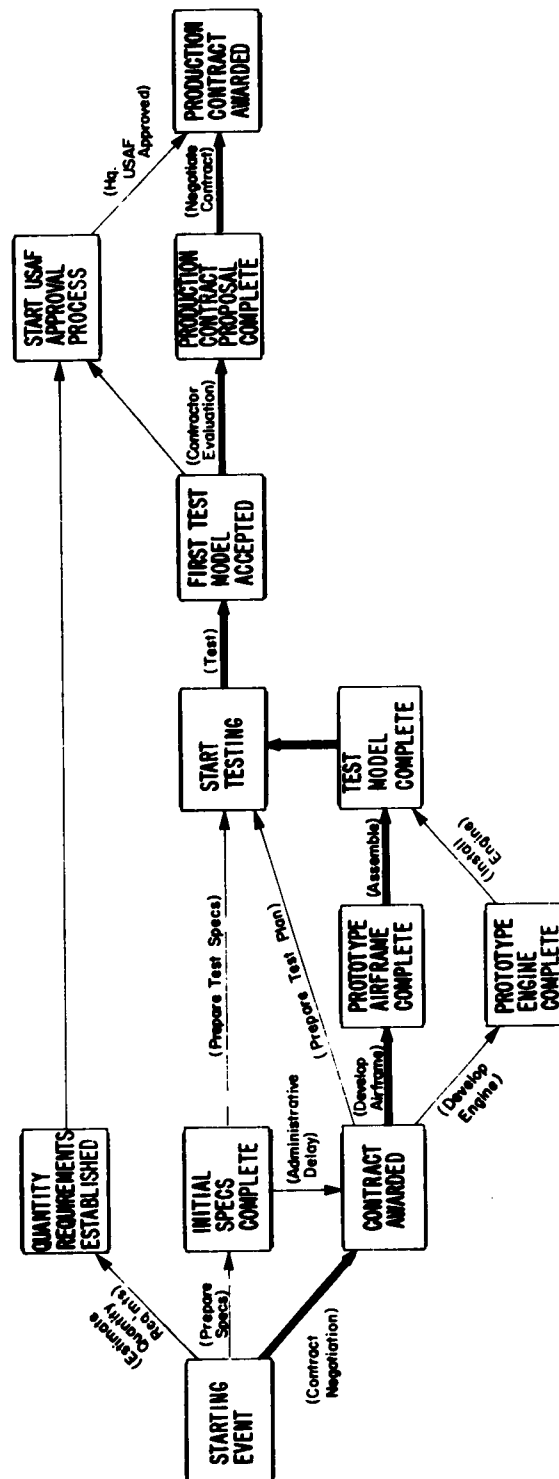 STARTING
EVENT
(Estimate
Quantity
Req'mts)
(Prepare
Specs)
(Contract
Negotiation)
QUANTITY
REQUIREMENTS
ESTABLISHED
INITIAL
SPECS
COMPLETE
(Administrative
Delay)
CONTRACT
AWARDED
(Prepare Test Specs)
(Prepare Test Plan)
(Develop
Airframe)
(Develop
Engine)
PROTOTYPE
AIRFRAME
COMPLETE
PROTOTYPE
ENGINE
COMPLETE
(Assemble)
(Install
Engine)
START
TESTING
TEST
MODEL
COMPLETE
(Test)
FIRST TEST
MODEL
ACCEPTED
(Contractor
Evaluation)
START USAF
APPROVAL
PROCESS
PRODUCTION
CONTRACT
PROPOSAL
COMPLETE
(Hq. USAF
Approved)
(Negotiate
Contract)
PRODUCTION
CONTRACT
AWARDED